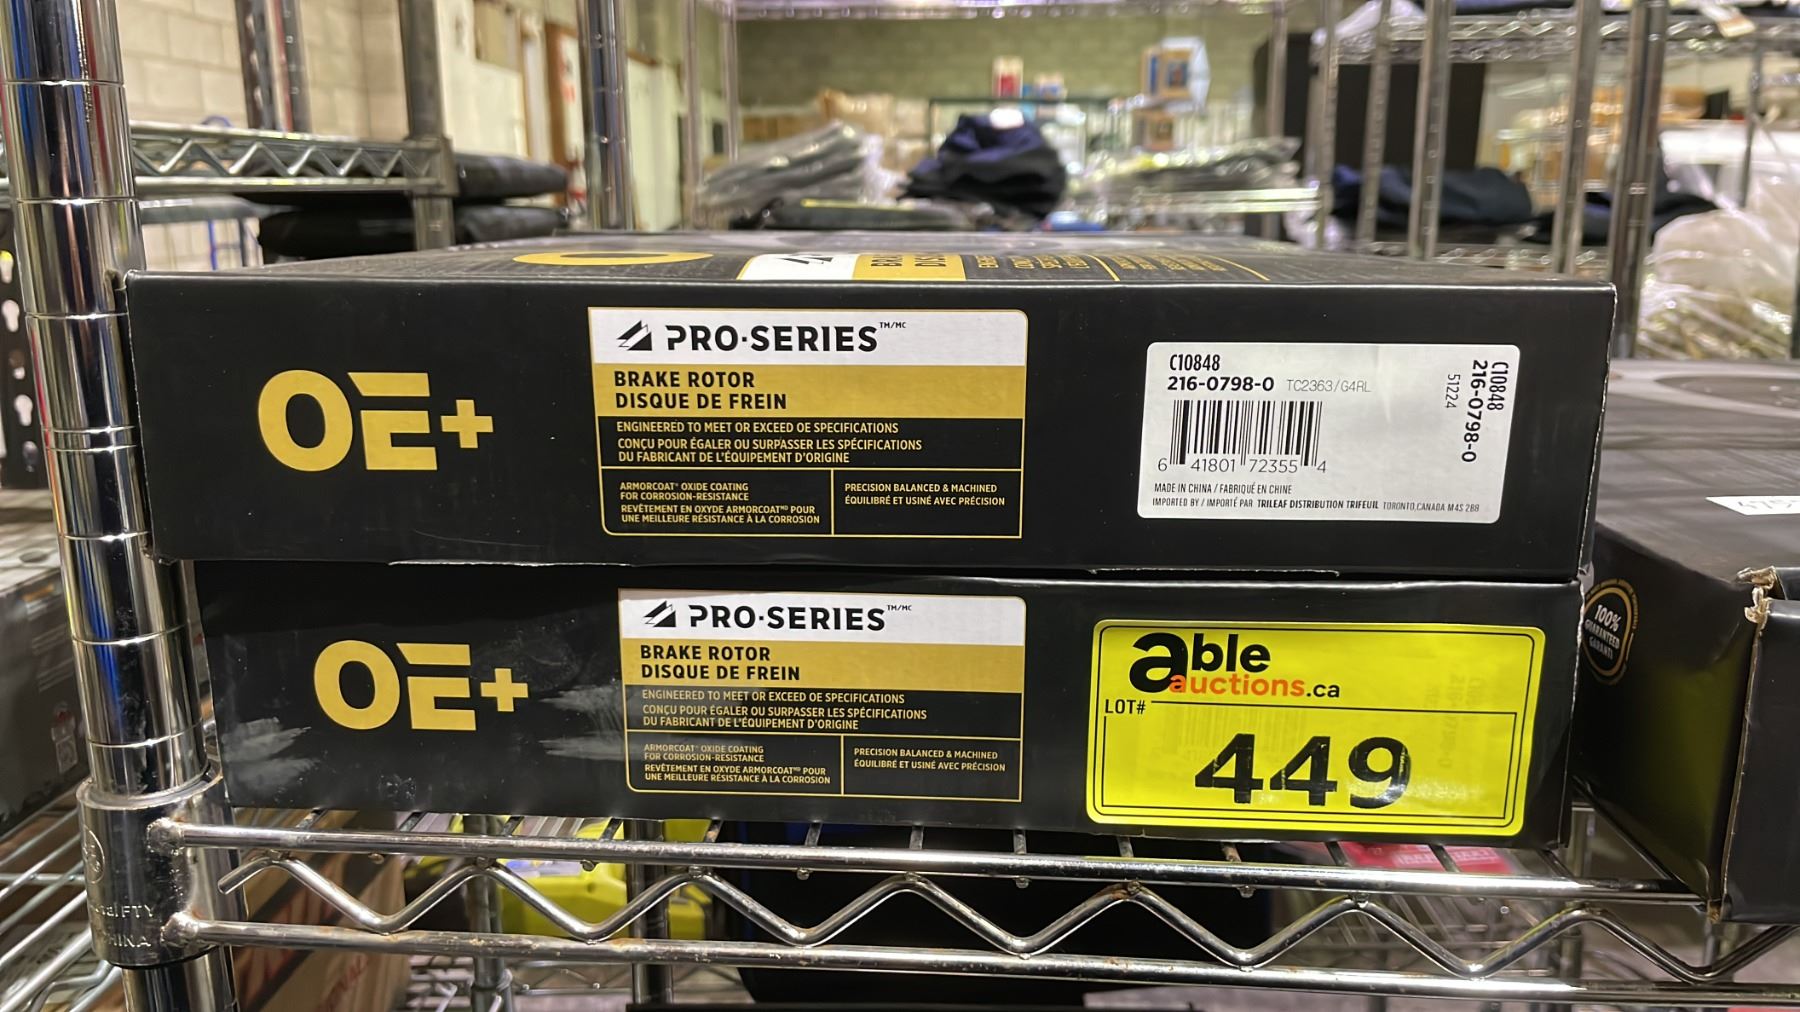 OE+
PRO·SERIES TM/MC
BRAKE ROTOR
DISQUE DE FREIN
ENGINEERED TO MEET OR EXCEED OE SPECIFICATIONS
CONÇU POUR ÉGALER OU SURPASSER LES SPÉCIFICATIONS
DU FABRICANT DE L'ÉQUIPEMENT D'ORIGINE
ARMORCOAT® OXIDE COATING
FOR CORROSION-RESISTANCE
REVÊTEMENT EN OXYDE ARMORCOATMD POUR
UNE MEILLEURE RÉSISTANCE À LA CORROSION
PRECISION BALANCED & MACHINED
ÉQUILIBRÉ ET USINÉ AVEC PRÉCISION
C10848
216-0798-0 TC2363/G4RL
6 41801 72355 4
MADE IN CHINA / FABRIQUÉ EN CHINE
IMPORTED BY / IMPORTÉ PAR TRILEAF DISTRIBUTION TRIFEUIL TORONTO,CANADA M4S 2B8
C10848
216-0798-0
51224
OE+
PRO·SERIES TM/MC
BRAKE ROTOR
DISQUE DE FREIN
ENGINEERED TO MEET OR EXCEED OE SPECIFICATIONS
CONÇU POUR ÉGALER OU SURPASSER LES SPÉCIFICATIONS
DU FABRICANT DE L'ÉQUIPEMENT D'ORIGINE
ARMORCOAT® OXIDE COATING
FOR CORROSION-RESISTANCE
REVÊTEMENT EN OXYDE ARMORCOATMD POUR
UNE MEILLEURE RÉSISTANCE À LA CORROSION
PRECISION BALANCED & MACHINED
ÉQUILIBRÉ ET USINÉ AVEC PRÉCISION
able
auctions.ca
LOT#
449
100%
GUARANTEED
GARANTI